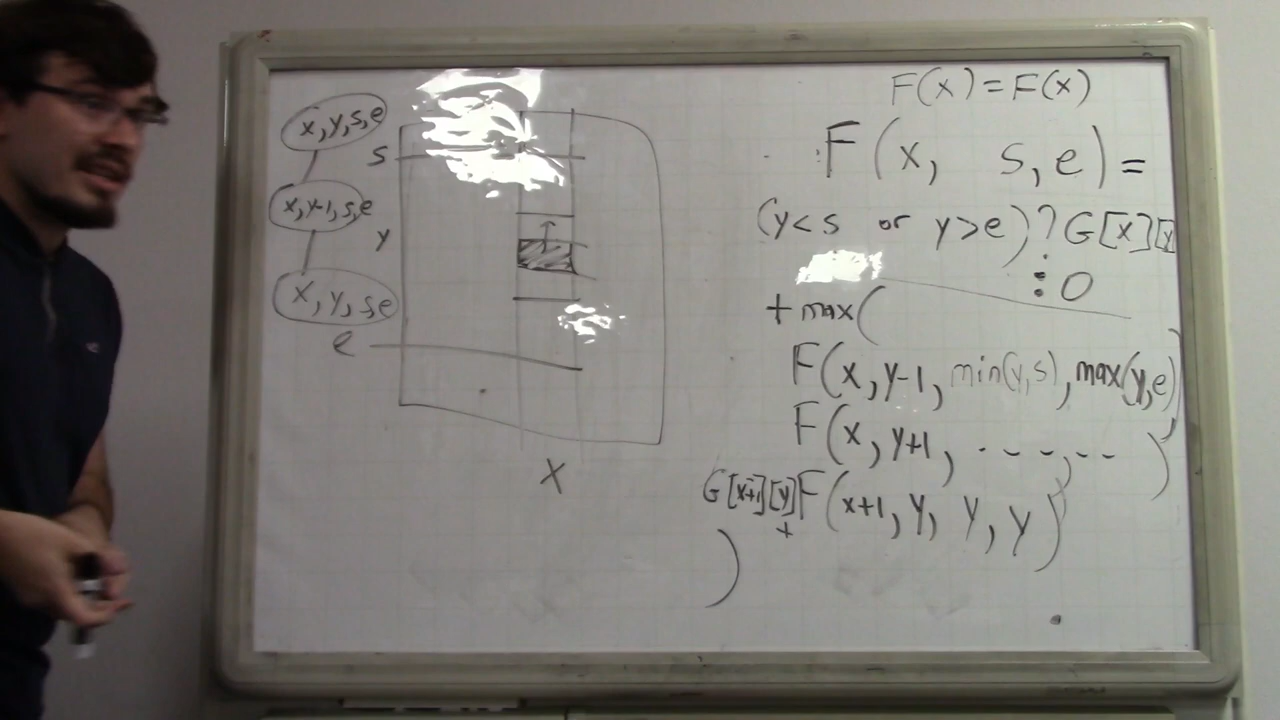 x,y,s,e
s
x,y-1,s,e
y
x,y,s,e
e
x
F(x)=F(x)
F(x, s,e)=
(y<s or y>e)?G[x][y
:0
+max(
F(x,y-1,min(y,s),max(y,e)
F(x,y+1,----,--)
G[x+1][y]F(x+1,y,y,y)
+
)